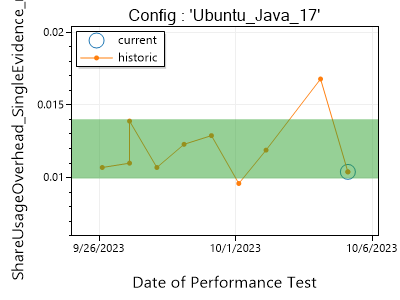 Config : 'Ubuntu_Java_17'
current
historic
0.02
0.015
0.01
ShareUsageOverhead_SingleEvidence_
9/26/2023
10/1/2023
10/6/2023
Date of Performance Test